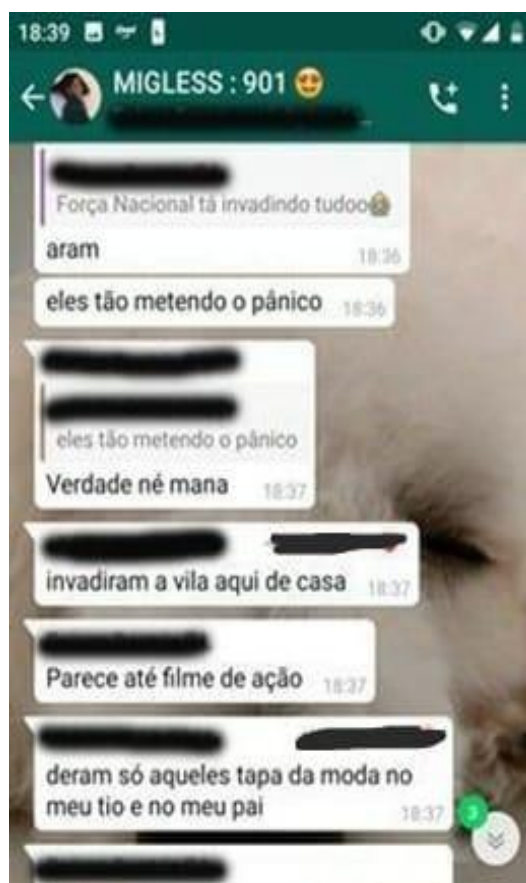 18:39
MIGLESS : 901
Força Nacional tá invadindo tudoo
aram
18:36
eles tão metendo o pânico
18:36
eles tão metendo o pânico
Verdade né mana
18:37
invadiram a vila aqui de casa
18:37
Parece até filme de ação
18:37
deram só aqueles tapa da moda no
meu tio e no meu pai
18:37
3